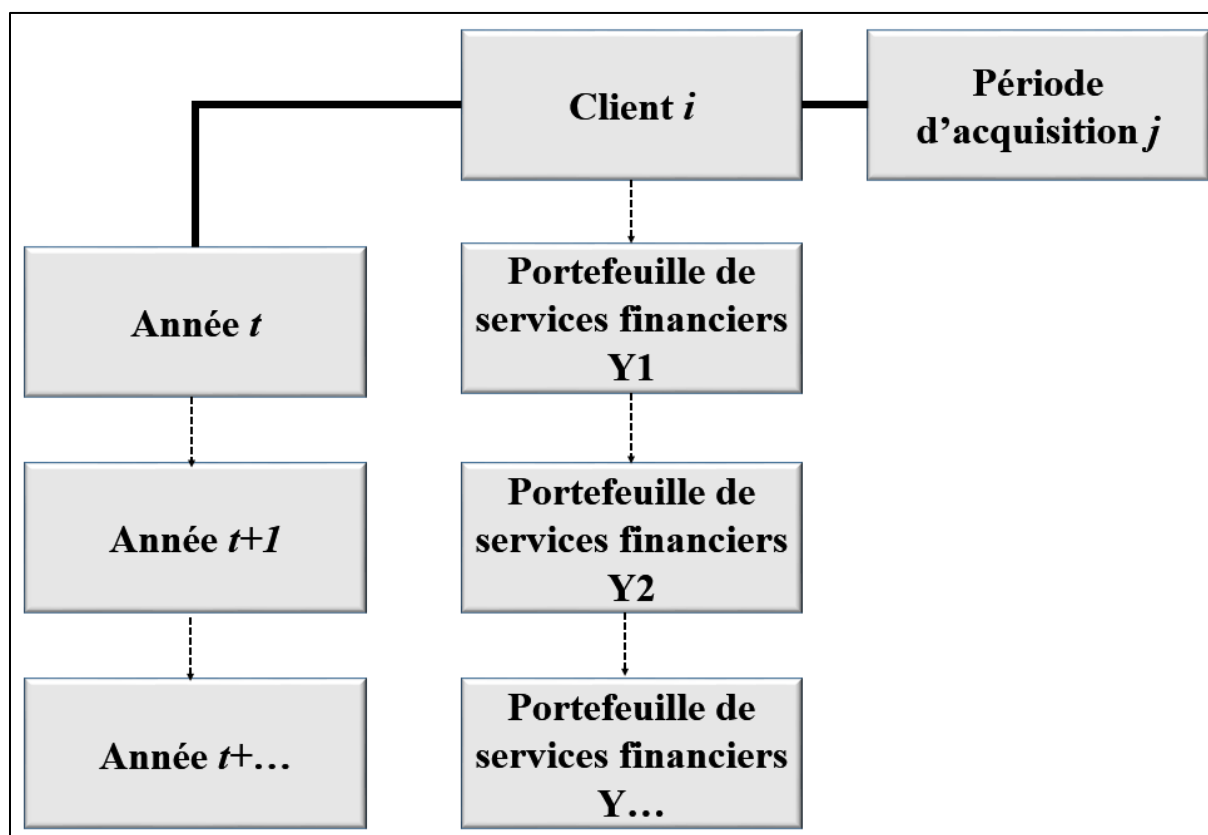 Client i
Période
d’acquisition j
Année t
Portefeuille de
services financiers
Y1
Année t+1
Portefeuille de
services financiers
Y2
Année t+…
Portefeuille de
services financiers
Y…